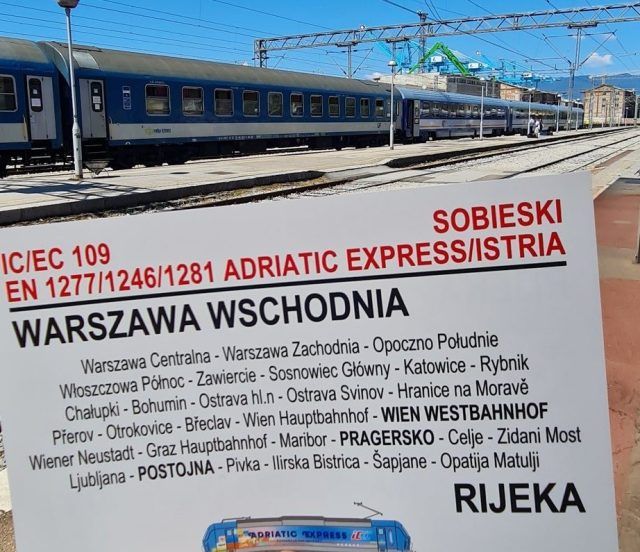 IC/EC 109 SOBIESKI
EN 1277/1246/1281 ADRIATIC EXPRESS/ISTRIA
WARSZAWA WSCHODNIA
Warszawa Centralna - Warszawa Zachodnia - Opoczno Południe
Włoszczowa Północ - Zawiercie - Sosnowiec Główny - Katowice - Rybnik
Chałupki - Bohumin - Ostrava hl.n - Ostrava Svinov - Hranice na Moravě
Přerov - Otrokovice - Břeclav - Wien Hauptbahnhof - WIEN WESTBAHNHOF
Wiener Neustadt - Graz Hauptbahnhof - Maribor - PRAGERSKO - Celje - Zidani Most
Ljubljana - POSTOJNA - Pivka - Ilirska Bistrica - Šapjane - Opatija Matulji
RIJEKA
ADRIATIC EXPRESS IC